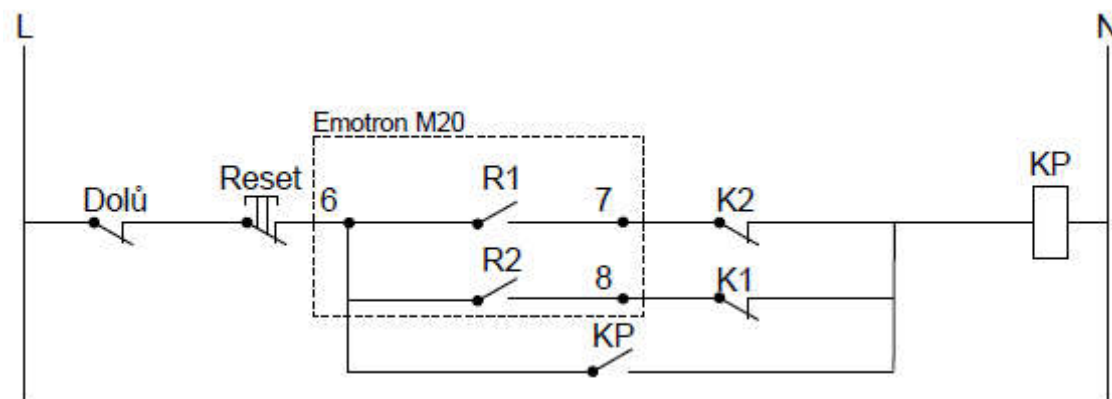 L N
Emotron M20
Dolů Reset 6 R1 7 K2 KP
R2 8 K1
KP